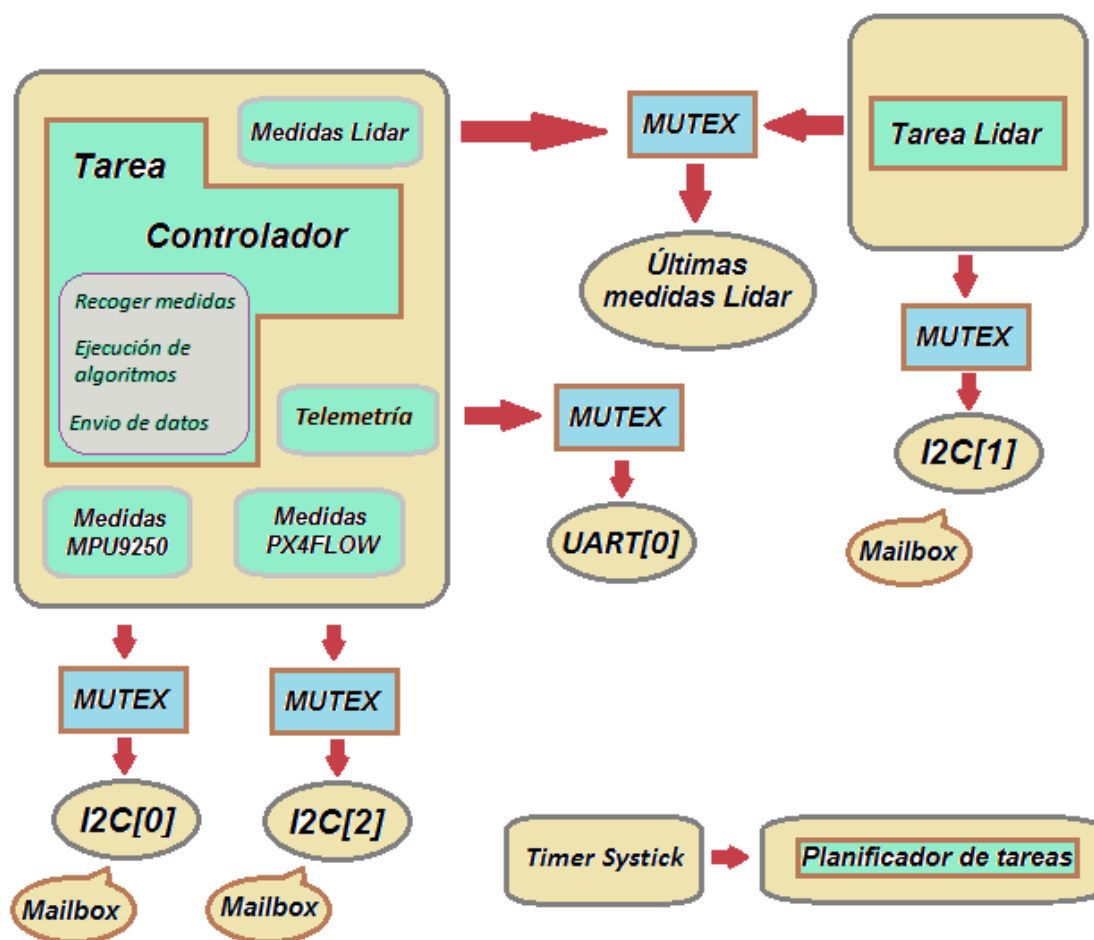 Medidas Lidar
Tarea
Controlador
Recoger medidas
Ejecución de
algoritmos
Envio de datos
Telemetría
Medidas
MPU9250
Medidas
PX4FLOW
MUTEX
Últimas
medidas Lidar
Tarea Lidar
MUTEX
I2C[1]
Mailbox
MUTEX
UART[0]
MUTEX
I2C[0]
Mailbox
MUTEX
I2C[2]
Mailbox
Timer Systick
Planificador de tareas